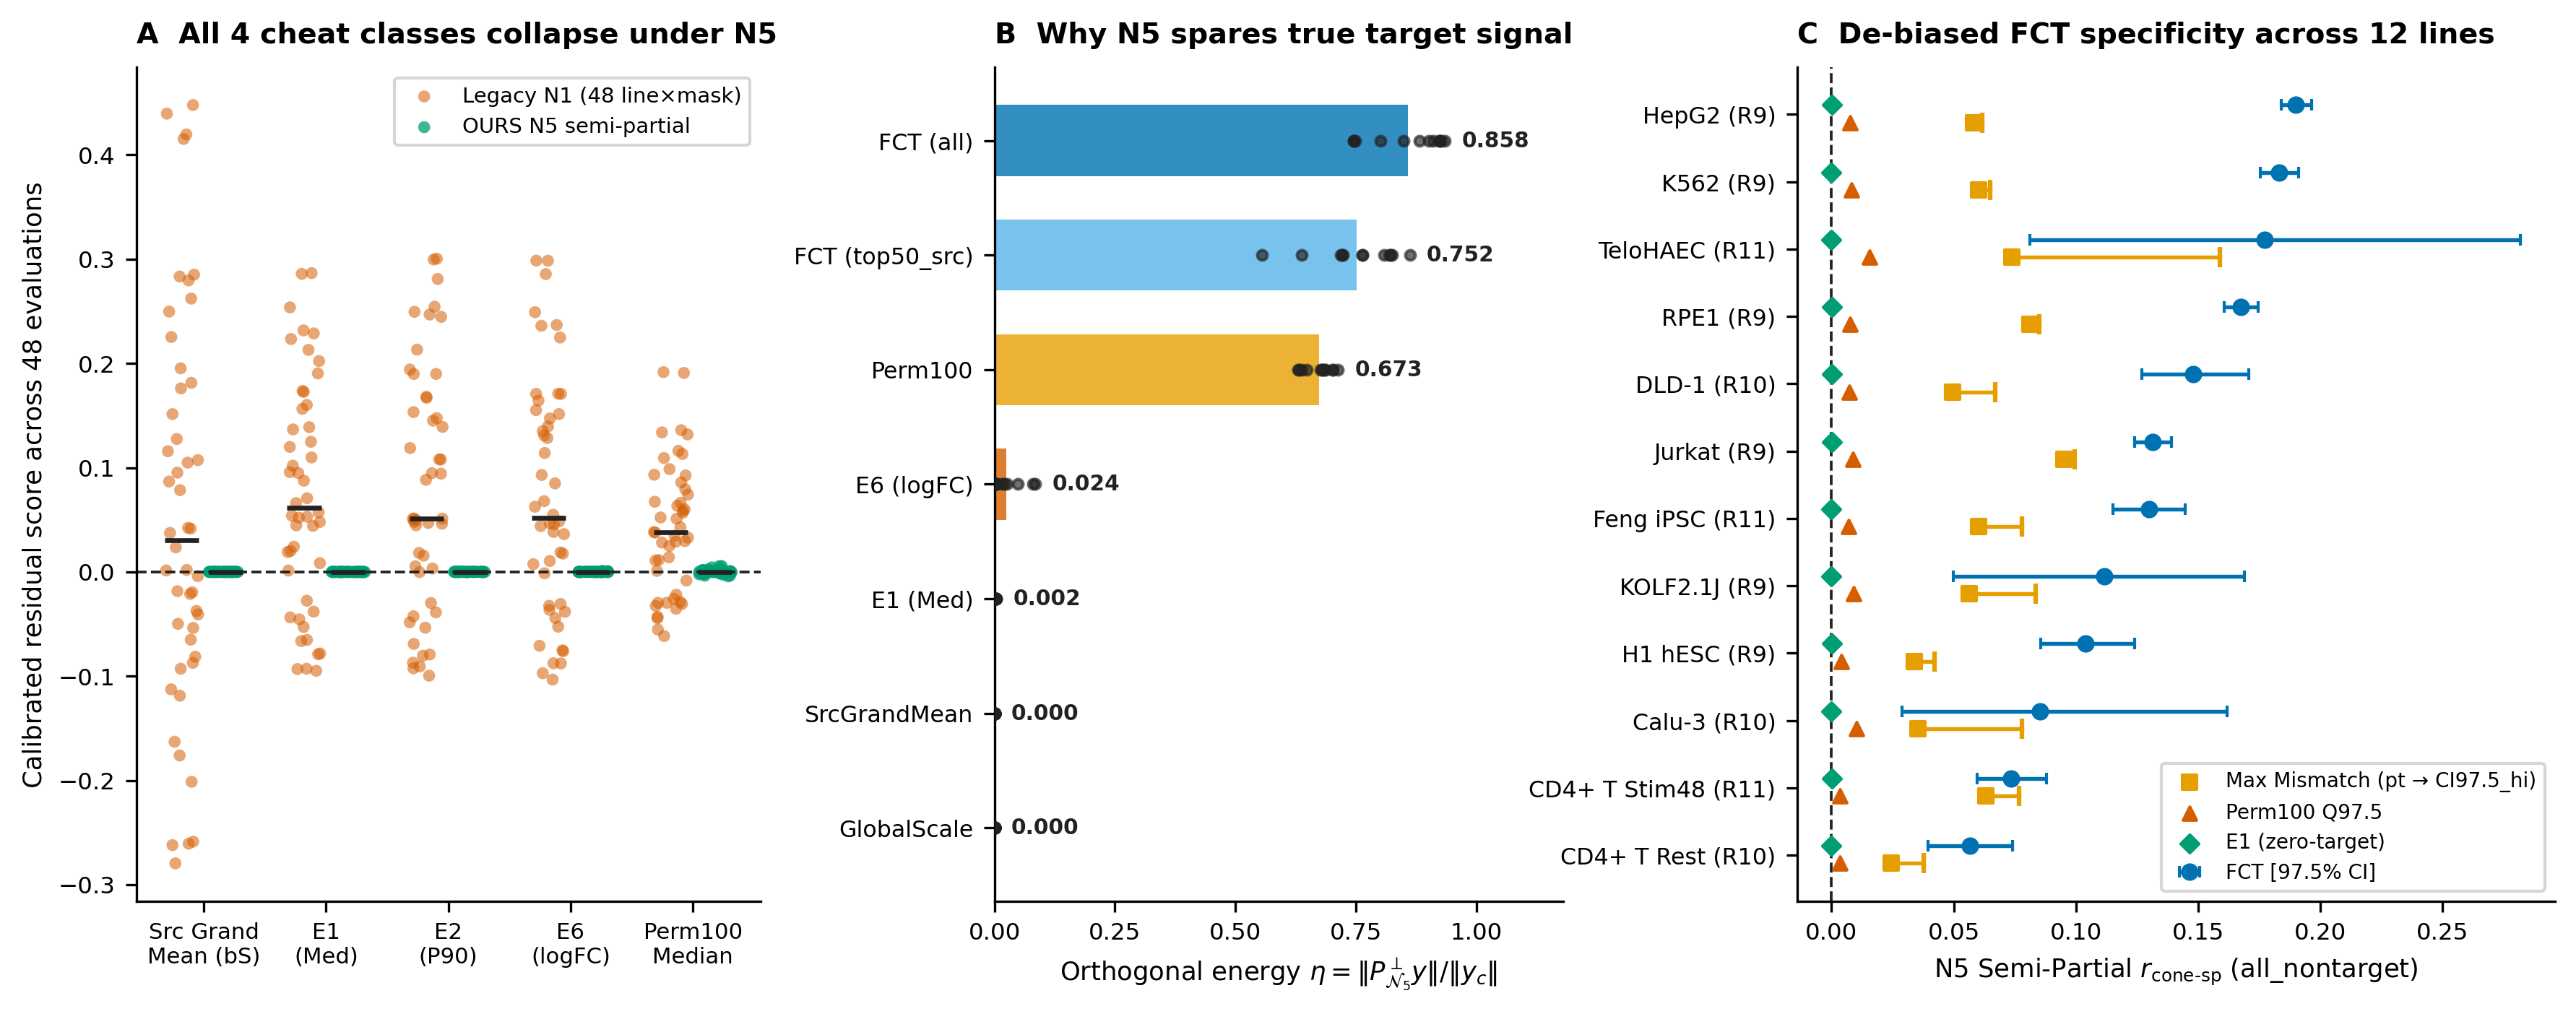 A All 4 cheat classes collapse under N5
Calibrated residual score across 48 evaluations
0.4
0.3
0.2
0.1
0.0
−0.1
−0.2
−0.3
Legacy N1 (48 line×mask)
OURS N5 semi-partial
Src Grand
Mean (bS)
E1
(Med)
E2
(P90)
E6
(logFC)
Perm100
Median
B Why N5 spares true target signal
FCT (all)
0.858
FCT (top50_src)
0.752
Perm100
0.673
E6 (logFC)
0.024
E1 (Med)
0.002
SrcGrandMean
0.000
GlobalScale
0.000
0.00 0.25 0.50 0.75 1.00
Orthogonal energy η = ‖P⊥𝒩₅ y‖/‖y_c‖
C De-biased FCT specificity across 12 lines
HepG2 (R9)
K562 (R9)
TeloHAEC (R11)
RPE1 (R9)
DLD-1 (R10)
Jurkat (R9)
Feng iPSC (R11)
KOLF2.1J (R9)
H1 hESC (R9)
Calu-3 (R10)
CD4+ T Stim48 (R11)
CD4+ T Rest (R10)
Max Mismatch (pt → CI97.5_hi)
Perm100 Q97.5
E1 (zero-target)
FCT [97.5% CI]
0.00 0.05 0.10 0.15 0.20 0.25
N5 Semi-Partial r_cone-sp (all_nontarget)